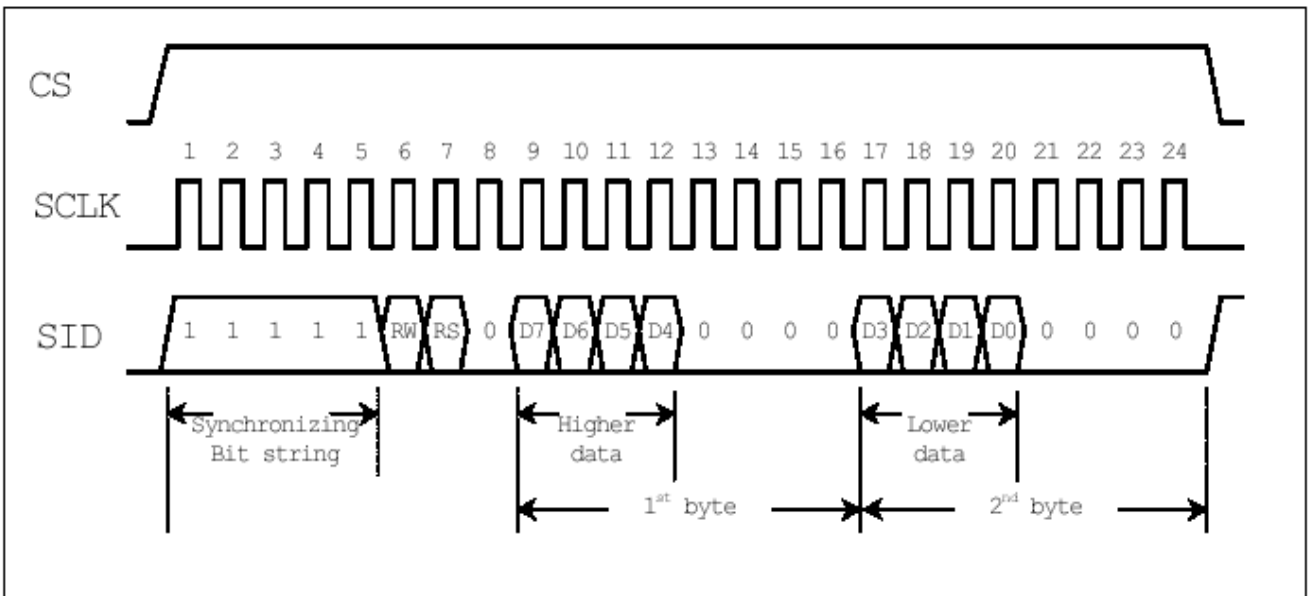 CS
1 2 3 4 5 6 7 8 9 10 11 12 13 14 15 16 17 18 19 20 21 22 23 24
SCLK
SID
1 1 1 1 1 RW RS 0 D7 D6 D5 D4 0 0 0 0 D3 D2 D1 D0 0 0 0 0
Synchronizing
Bit string
Higher
data
Lower
data
1st byte
2nd byte